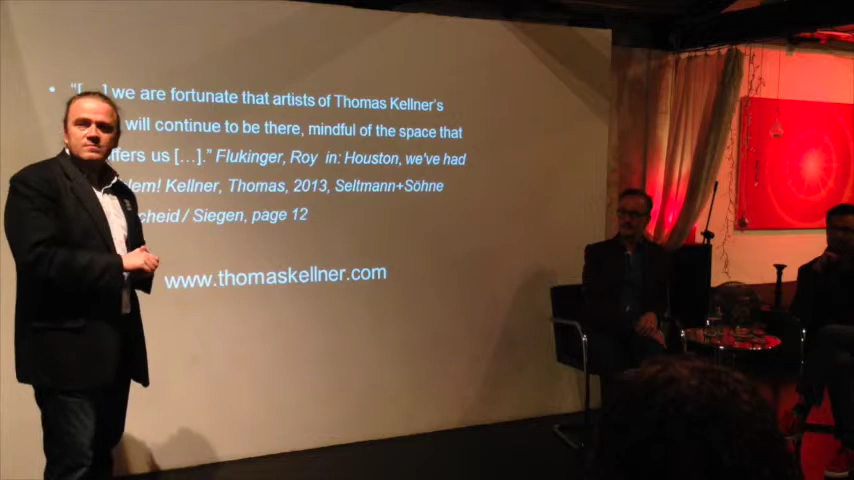 • "[…] we are fortunate that artists of Thomas Kellner's
will continue to be there, mindful of the space that
us […]." Flukinger, Roy in: Houston, we've had
Kellner, Thomas, 2013, Seltmann+Söhne
/ Siegen, page 12
www.thomaskellner.com